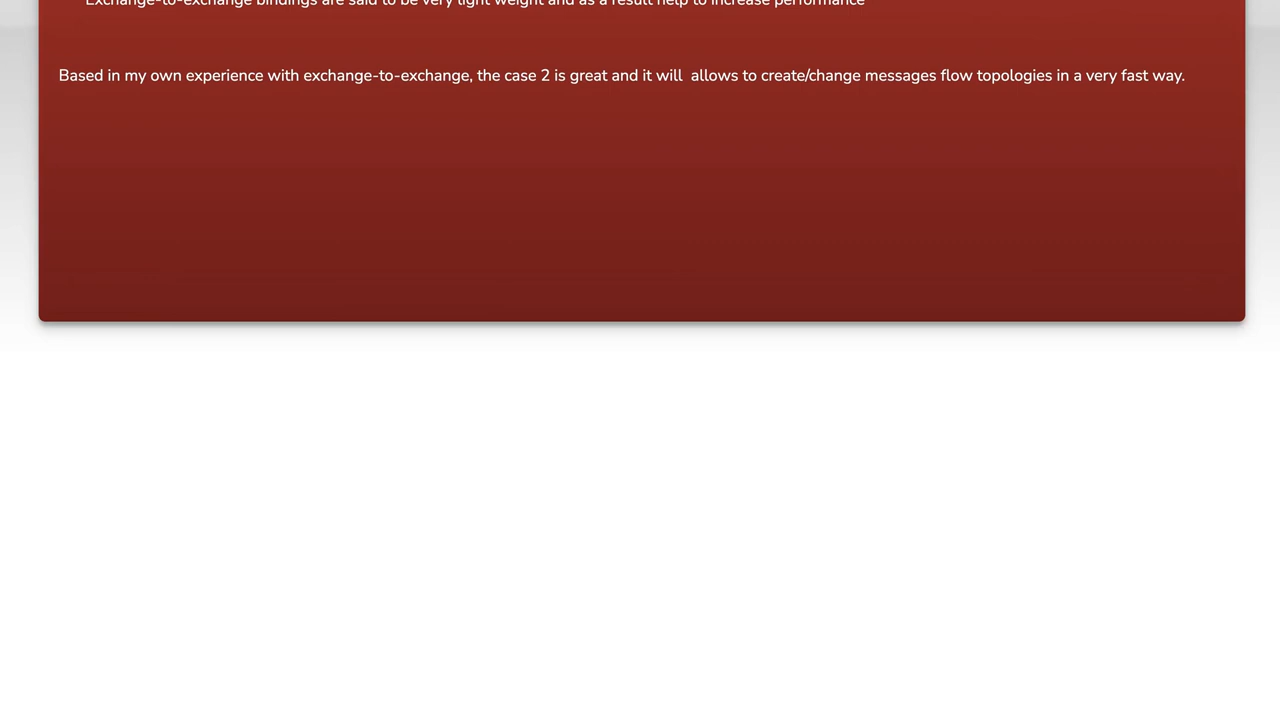 Exchange-to-exchange bindings are said to be very light weight and as a result help to increase performance
Based in my own experience with exchange-to-exchange, the case 2 is great and it will  allows to create/change messages flow topologies in a very fast way.